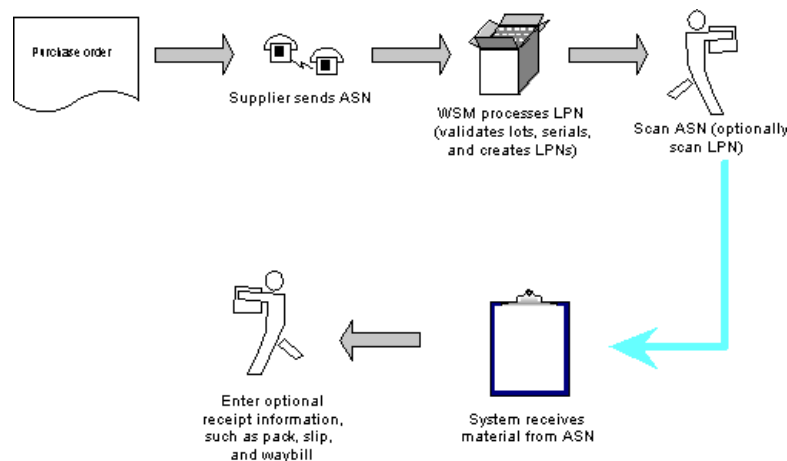 Purchase order
Supplier sends ASN
WSM processes LPN
(validates lots, serials,
and creates LPNs)
Scan ASN (optionally
scan LPN)
Enter optional
receipt information,
such as pack, slip,
and waybill
System receives
material from ASN